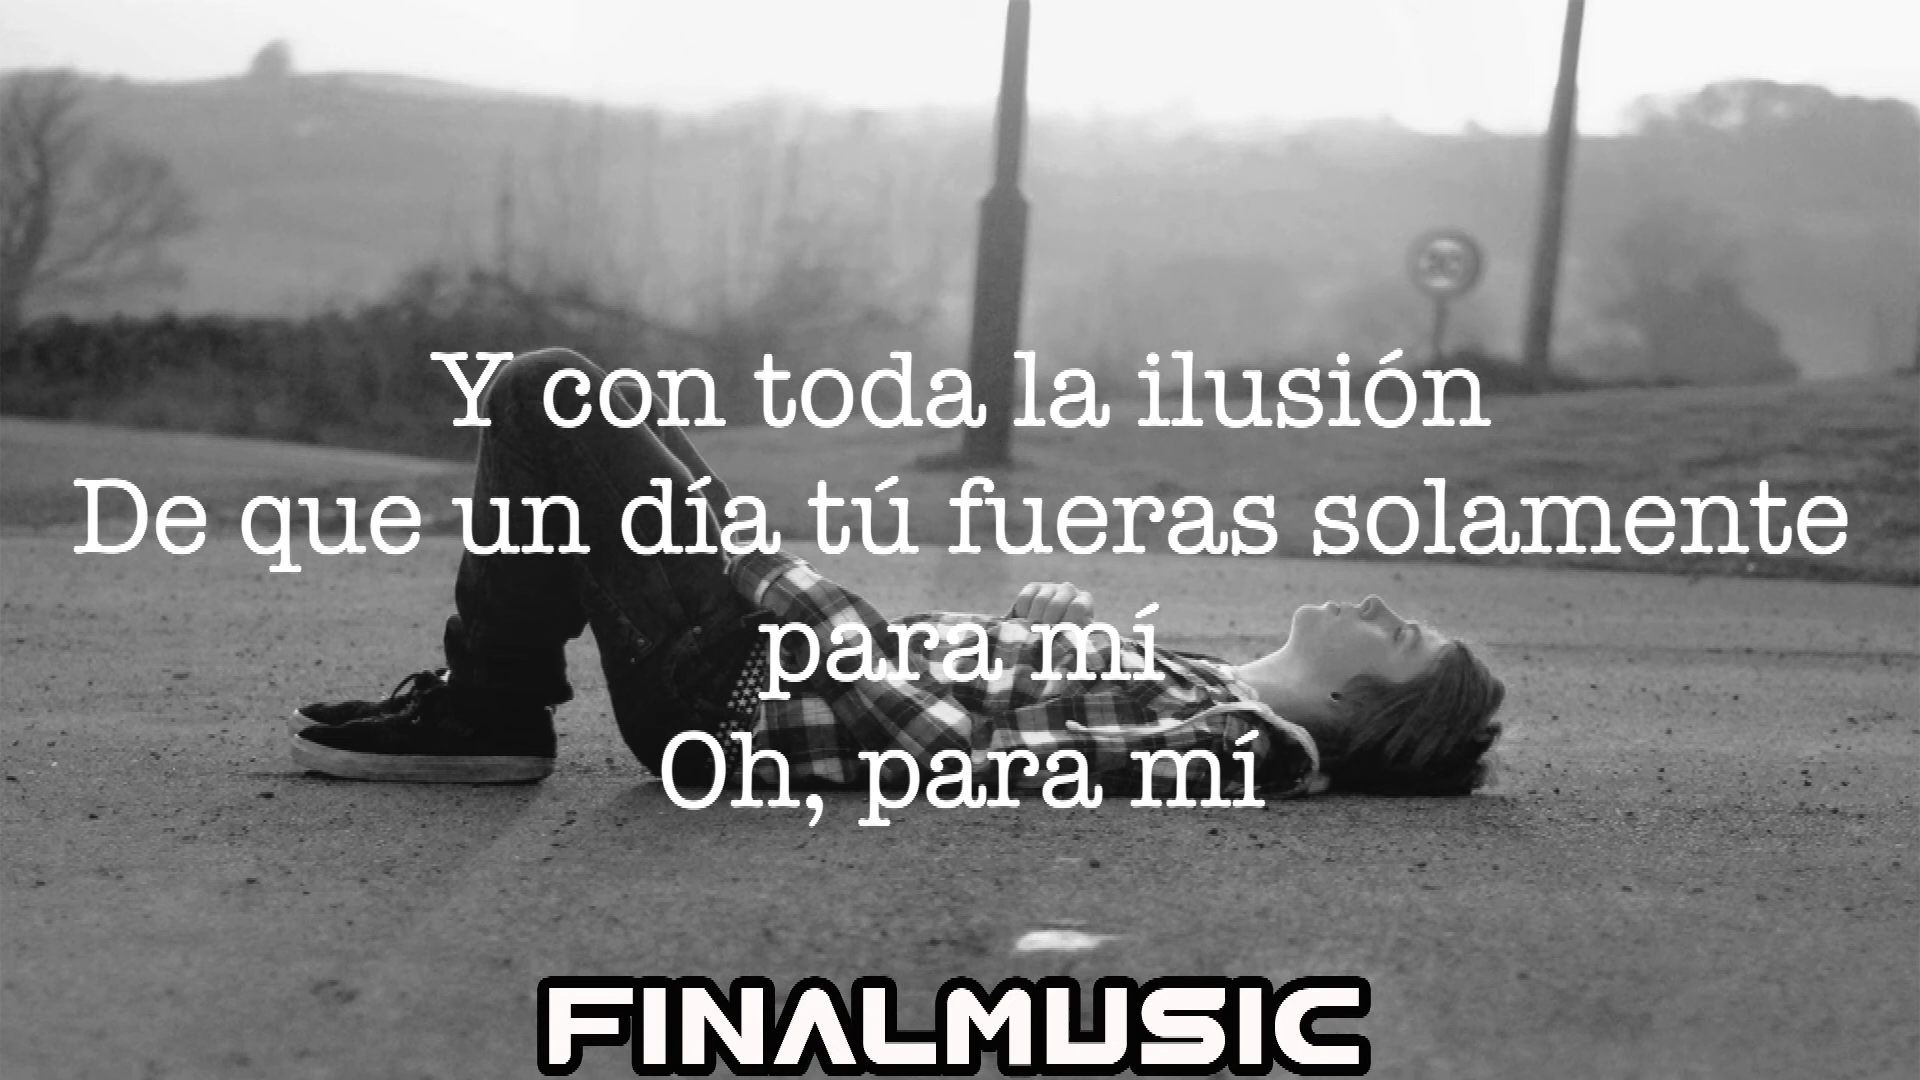 Y con toda la ilusión
De que un día tú fueras solamente
para mí
Oh, para mí
FINALMUSIC